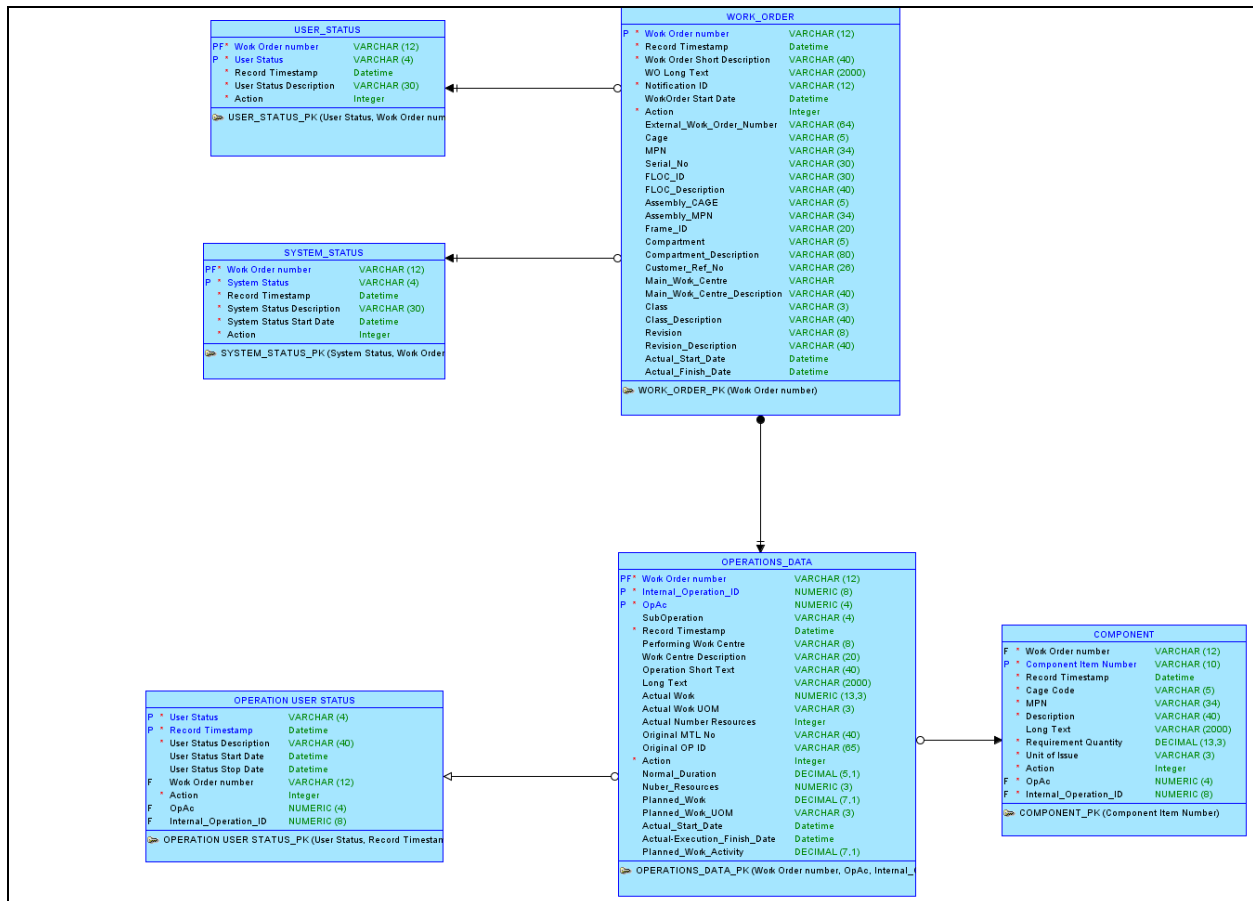 USER_STATUS
PF* Work Order number VARCHAR (12)
P * User Status VARCHAR (4)
* Record Timestamp Datetime
* User Status Description VARCHAR (30)
* Action Integer
USER_STATUS_PK (User Status, Work Order num
WORK_ORDER
P * Work Order number VARCHAR (12)
* Record Timestamp Datetime
* Work Order Short Description VARCHAR (40)
WO Long Text VARCHAR (2000)
* Notification ID VARCHAR (12)
WorkOrder Start Date Datetime
* Action Integer
External_Work_Order_Number VARCHAR (64)
Cage VARCHAR (5)
MPN VARCHAR (34)
Serial_No VARCHAR (30)
FLOC_ID VARCHAR (30)
FLOC_Description VARCHAR (40)
Assembly_CAGE VARCHAR (5)
Assembly_MPN VARCHAR (34)
Frame_ID VARCHAR (20)
Compartment VARCHAR (5)
Compartment_Description VARCHAR (80)
Customer_Ref_No VARCHAR (26)
Main_Work_Centre VARCHAR
Main_Work_Centre_Description VARCHAR (40)
Class VARCHAR (3)
Class_Description VARCHAR (40)
Revision VARCHAR (8)
Revision_Description VARCHAR (40)
Actual_Start_Date Datetime
Actual_Finish_Date Datetime
WORK_ORDER_PK (Work Order number)
SYSTEM_STATUS
PF* Work Order number VARCHAR (12)
P * System Status VARCHAR (4)
* Record Timestamp Datetime
* System Status Description VARCHAR (30)
* System Status Start Date Datetime
* Action Integer
SYSTEM_STATUS_PK (System Status, Work Order
OPERATIONS_DATA
PF* Work Order number VARCHAR (12)
P * Internal_Operation_ID NUMERIC (8)
P * OpAc NUMERIC (4)
SubOperation VARCHAR (4)
* Record Timestamp Datetime
Performing Work Centre VARCHAR (8)
Work Centre Description VARCHAR (20)
Operation Short Text VARCHAR (40)
Long Text VARCHAR (2000)
Actual Work NUMERIC (13,3)
Actual Work UOM VARCHAR (3)
Actual Number Resources Integer
Original MTL No VARCHAR (40)
Original OP ID VARCHAR (65)
* Action Integer
Normal_Duration DECIMAL (5,1)
Nuber_Resources NUMERIC (3)
Planned_Work DECIMAL (7,1)
Planned_Work_UOM VARCHAR (3)
Actual_Start_Date Datetime
Actual-Execution_Finish_Date Datetime
Planned_Work_Activity DECIMAL (7,1)
OPERATIONS_DATA_PK (Work Order number, OpAc, Internal_
COMPONENT
F * Work Order number VARCHAR (12)
P * Component Item Number VARCHAR (10)
* Record Timestamp Datetime
* Cage Code VARCHAR (5)
* MPN VARCHAR (34)
* Description VARCHAR (40)
Long Text VARCHAR (2000)
* Requirement Quantity DECIMAL (13,3)
* Unit of Issue VARCHAR (3)
* Action Integer
F * OpAc NUMERIC (4)
F * Internal_Operation_ID NUMERIC (8)
COMPONENT_PK (Component Item Number)
OPERATION USER STATUS
P * User Status VARCHAR (4)
P * Record Timestamp Datetime
* User Status Description VARCHAR (40)
User Status Start Date Datetime
User Status Stop Date Datetime
F Work Order number VARCHAR (12)
* Action Integer
F OpAc NUMERIC (4)
F Internal_Operation_ID NUMERIC (8)
OPERATION USER STATUS_PK (User Status, Record Timestan